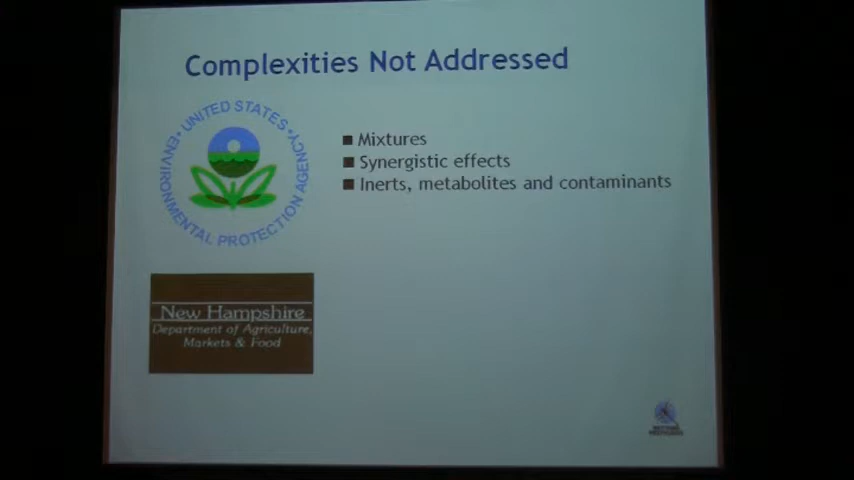 Complexities Not Addressed
UNITED STATES
ENVIRONMENTAL PROTECTION AGENCY
Mixtures
Synergistic effects
Inerts, metabolites and contaminants
New Hampshire
Department of Agriculture,
Markets & Food